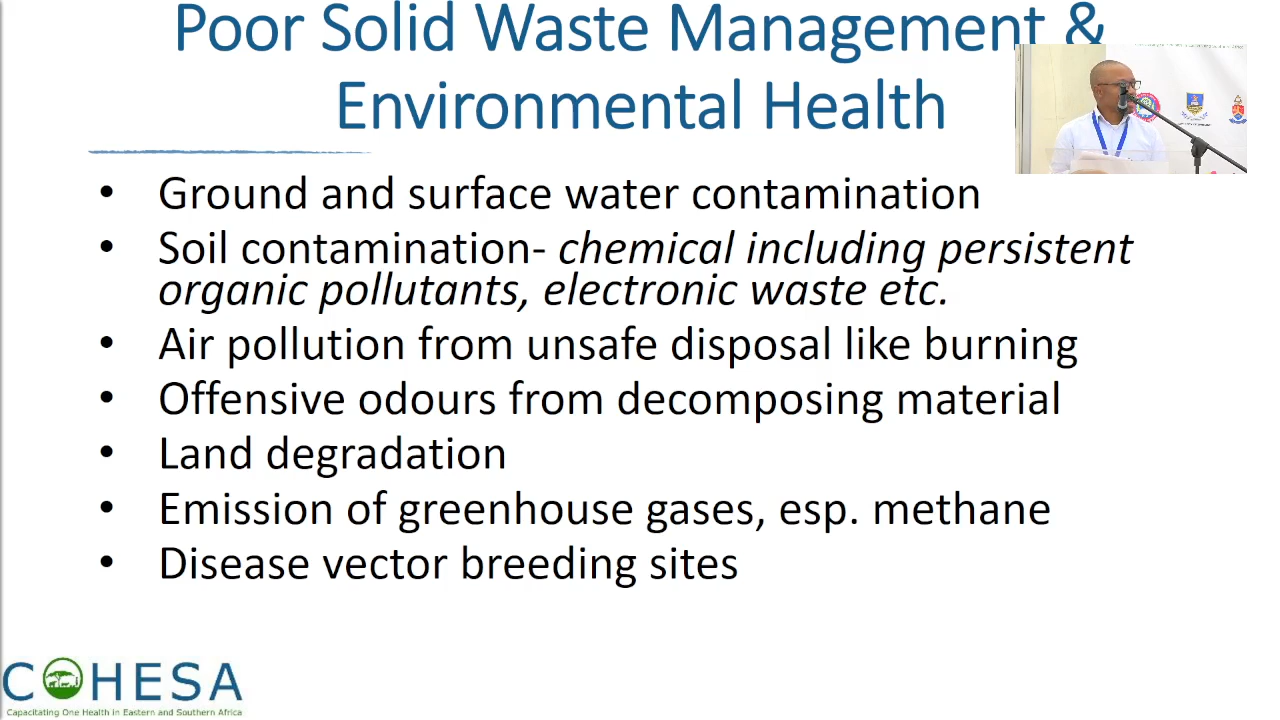 Poor Solid Waste Management &
Environmental Health
• Ground and surface water contamination
• Soil contamination- chemical including persistent
organic pollutants, electronic waste etc.
• Air pollution from unsafe disposal like burning
• Offensive odours from decomposing material
• Land degradation
• Emission of greenhouse gases, esp. methane
• Disease vector breeding sites
COHESA
Capacitating One Health in Eastern and Southern Africa